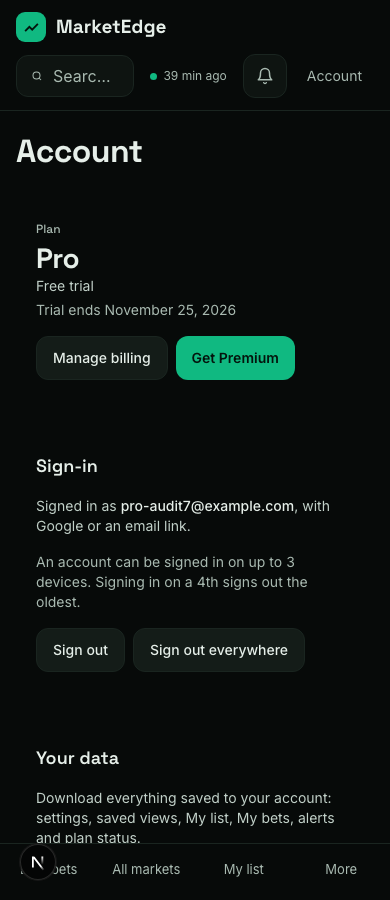 MarketEdge
Searc...
39 min ago
Account
Account
Plan
Pro
Free trial
Trial ends November 25, 2026
Manage billing
Get Premium
Sign-in
Signed in as pro-audit7@example.com, with
Google or an email link.
An account can be signed in on up to 3
devices. Signing in on a 4th signs out the
oldest.
Sign out
Sign out everywhere
Your data
Download everything saved to your account:
settings, saved views, My list, My bets, alerts
and plan status.
N
All markets
My list
More